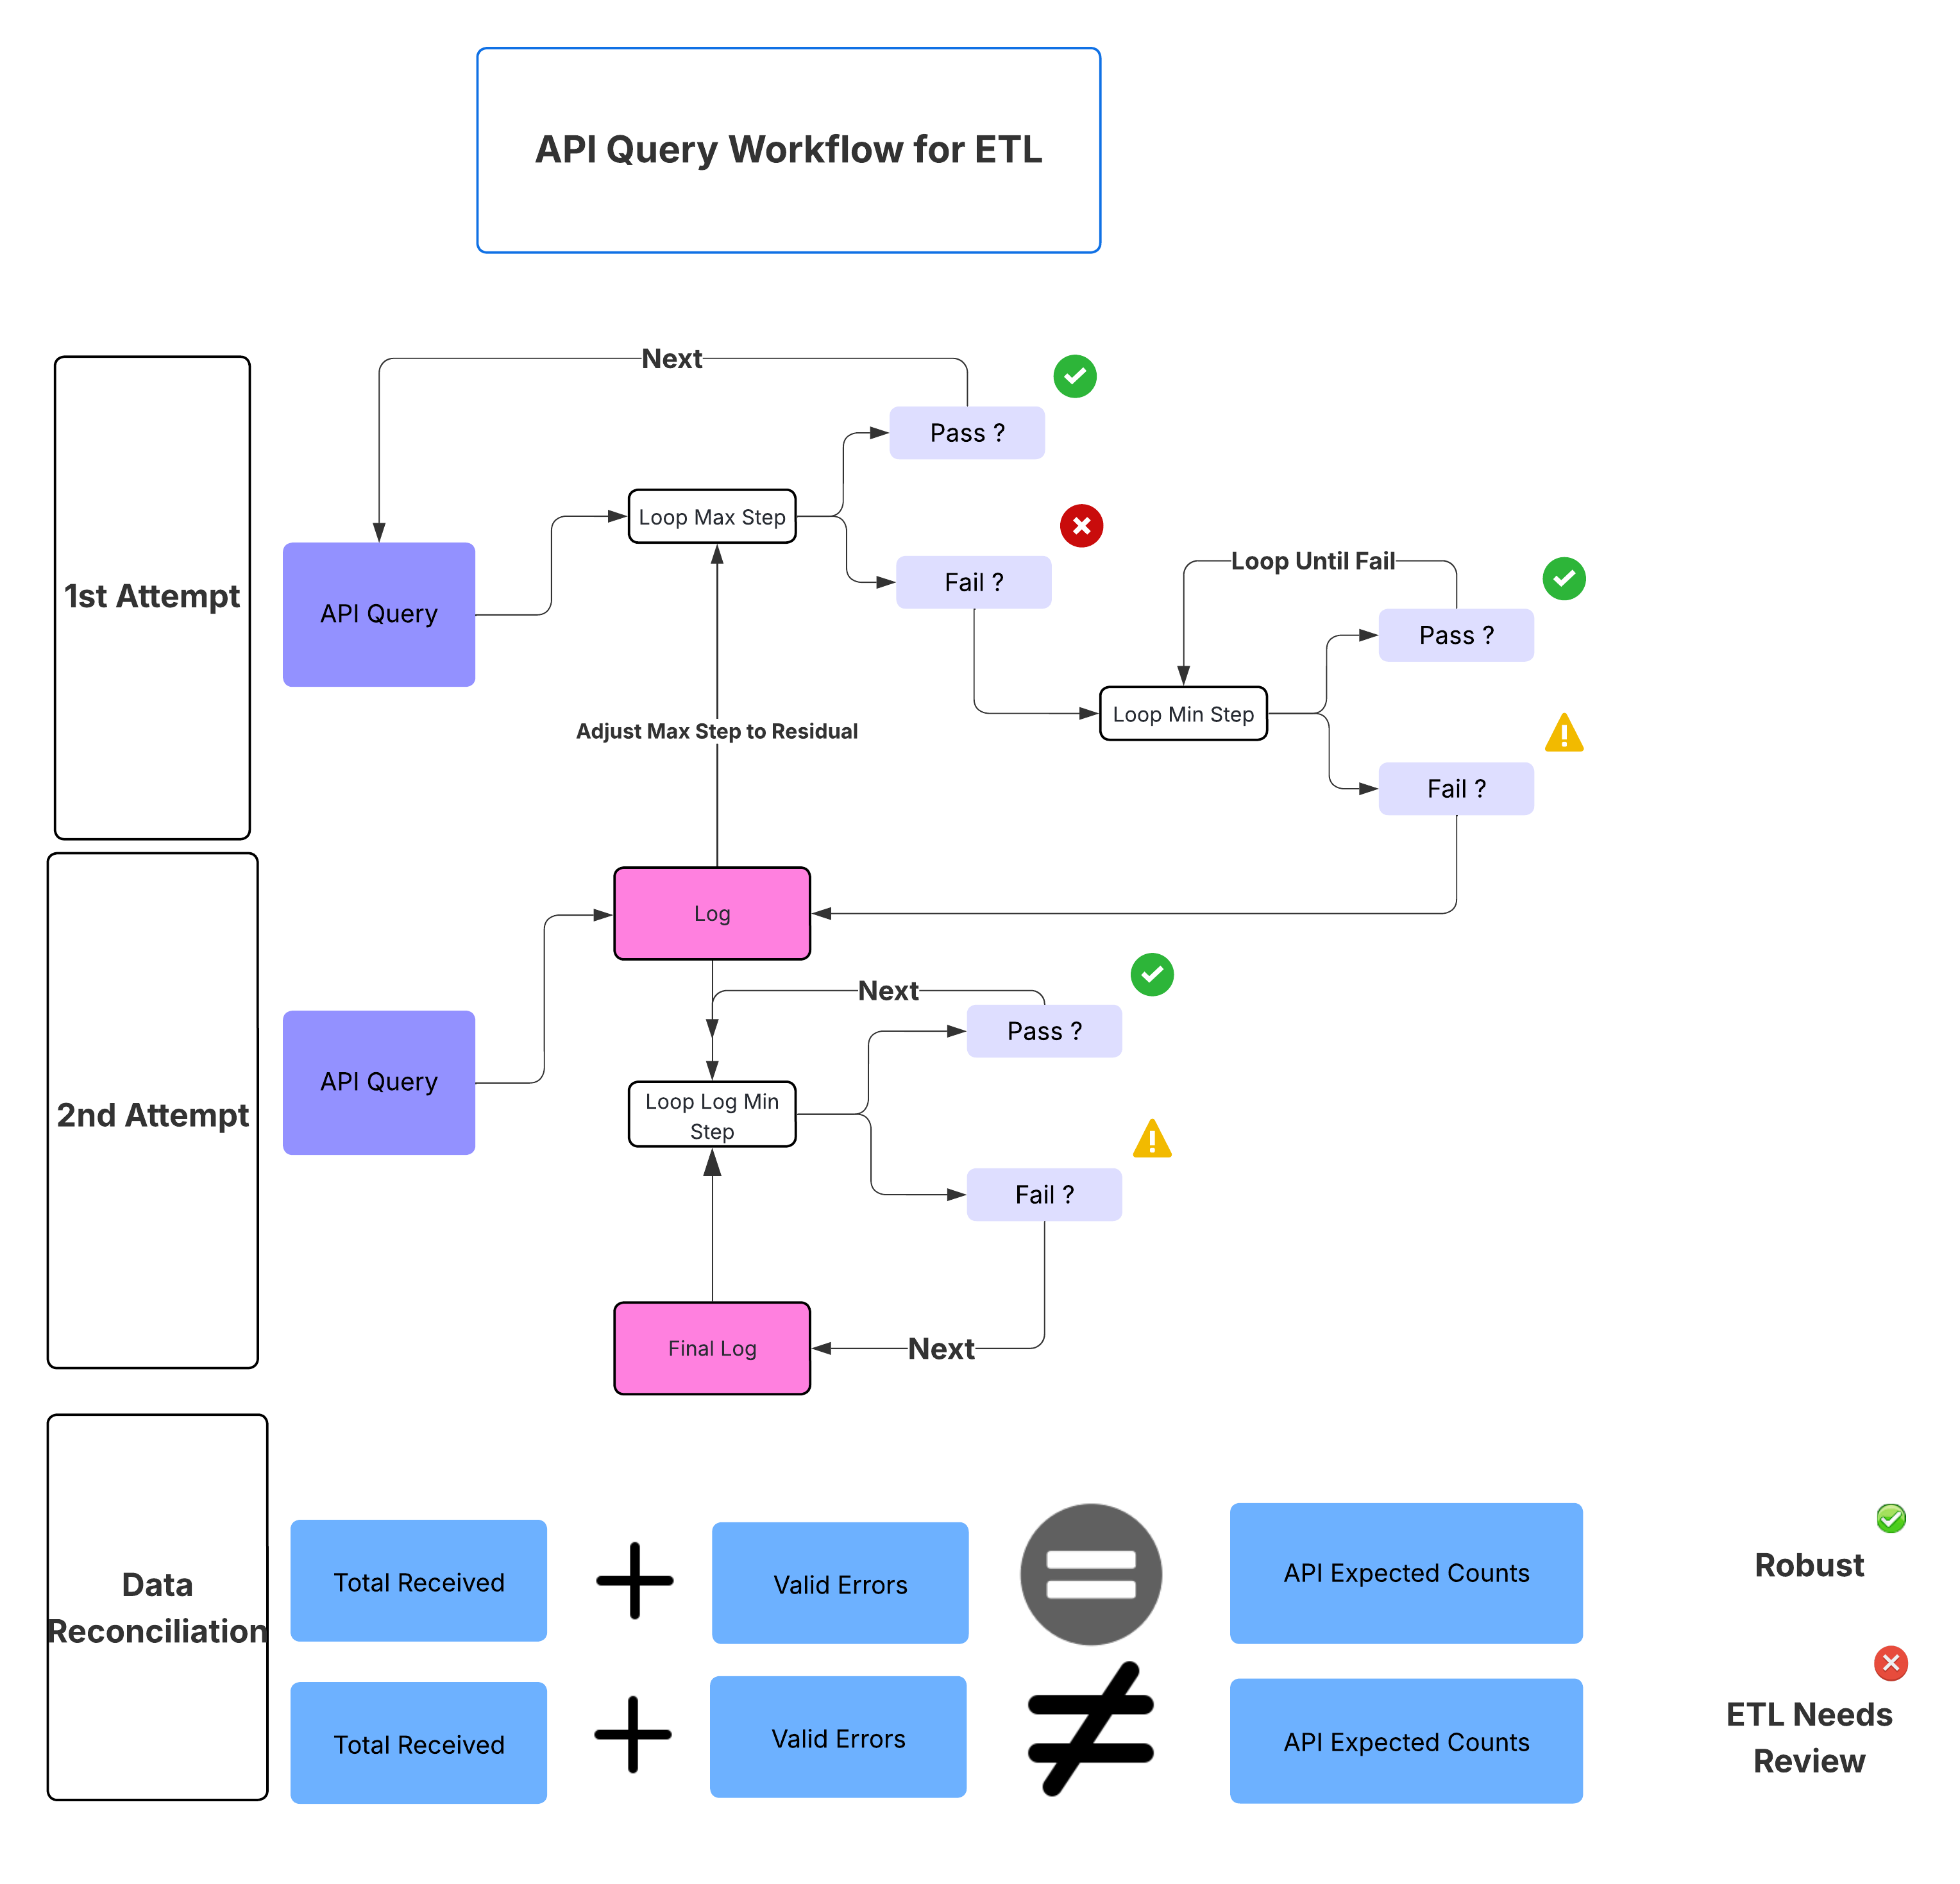 API Query Workflow for ETL
1st Attempt
Next
Pass ?
Loop Max Step
Fail ?
API Query
Loop Until Fail
Pass ?
Loop Min Step
Adjust Max Step to Residual
Fail ?
2nd Attempt
Log
Next
Pass ?
API Query
Loop Log Min
Step
Fail ?
Final Log
Next
Data
Reconciliation
Total Received
Valid Errors
API Expected Counts
Robust
Total Received
Valid Errors
API Expected Counts
ETL Needs
Review